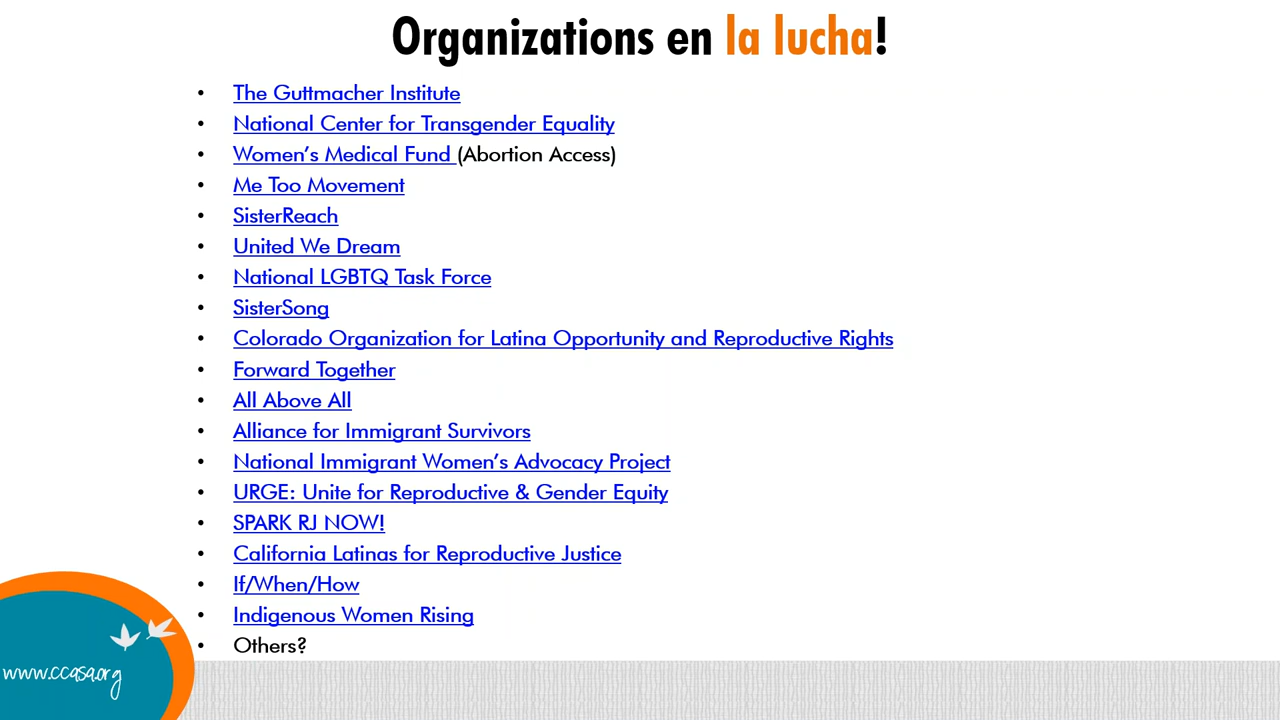 Organizations en la lucha!
• The Guttmacher Institute
• National Center for Transgender Equality
• Women's Medical Fund (Abortion Access)
• Me Too Movement
• SisterReach
• United We Dream
• National LGBTQ Task Force
• SisterSong
• Colorado Organization for Latina Opportunity and Reproductive Rights
• Forward Together
• All Above All
• Alliance for Immigrant Survivors
• National Immigrant Women's Advocacy Project
• URGE: Unite for Reproductive & Gender Equity
• SPARK RJ NOW!
• California Latinas for Reproductive Justice
• If/When/How
• Indigenous Women Rising
• Others?
www.ccasa.org